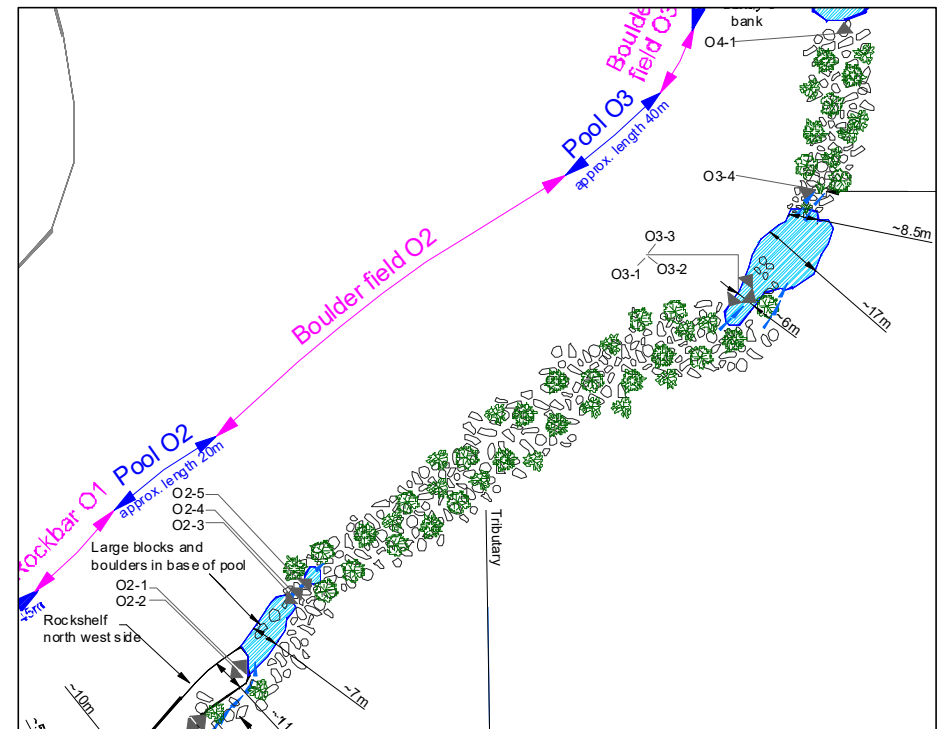 bank
O4-1
Boulder
field O3
Pool O3
approx. length 40m
O3-4
~8.5m
O3-3
O3-1
O3-2
~6m
~17m
Boulder field O2
Pool O2
approx. length 20m
O2-5
O2-4
O2-3
Rockbar O1
Large blocks and
boulders in base of pool
O2-1
O2-2
Rockshelf
north west side
Tributary
~7m
~10m
~11